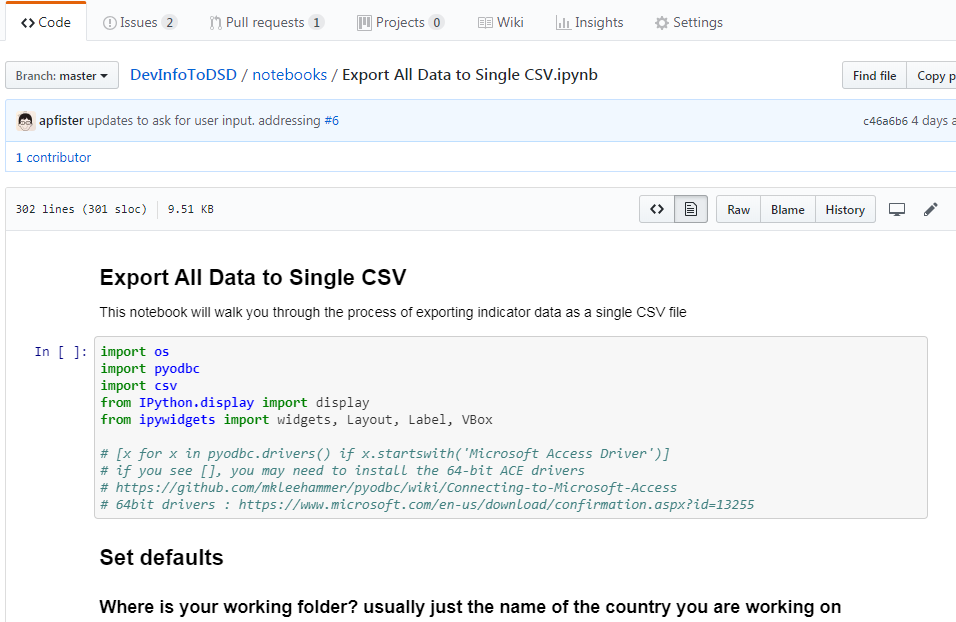 Code Issues 2 Pull requests 1 Projects 0 Wiki Insights Settings
Branch: master DevInfoToDSD / notebooks / Export All Data to Single CSV.ipynb Find file Copy p
apfister updates to ask for user input. addressing #6 c46a6b6 4 days a
1 contributor
302 lines (301 sloc) 9.51 KB Raw Blame History
Export All Data to Single CSV
This notebook will walk you through the process of exporting indicator data as a single CSV file
In [ ]: import os
import pyodbc
import csv
from IPython.display import display
from ipywidgets import widgets, Layout, Label, VBox
# [x for x in pyodbc.drivers() if x.startswith('Microsoft Access Driver')]
# if you see [], you may need to install the 64-bit ACE drivers
# https://github.com/mkleehammer/pyodbc/wiki/Connecting-to-Microsoft-Access
# 64bit drivers : https://www.microsoft.com/en-us/download/confirmation.aspx?id=13255
Set defaults
Where is your working folder? usually just the name of the country you are working on